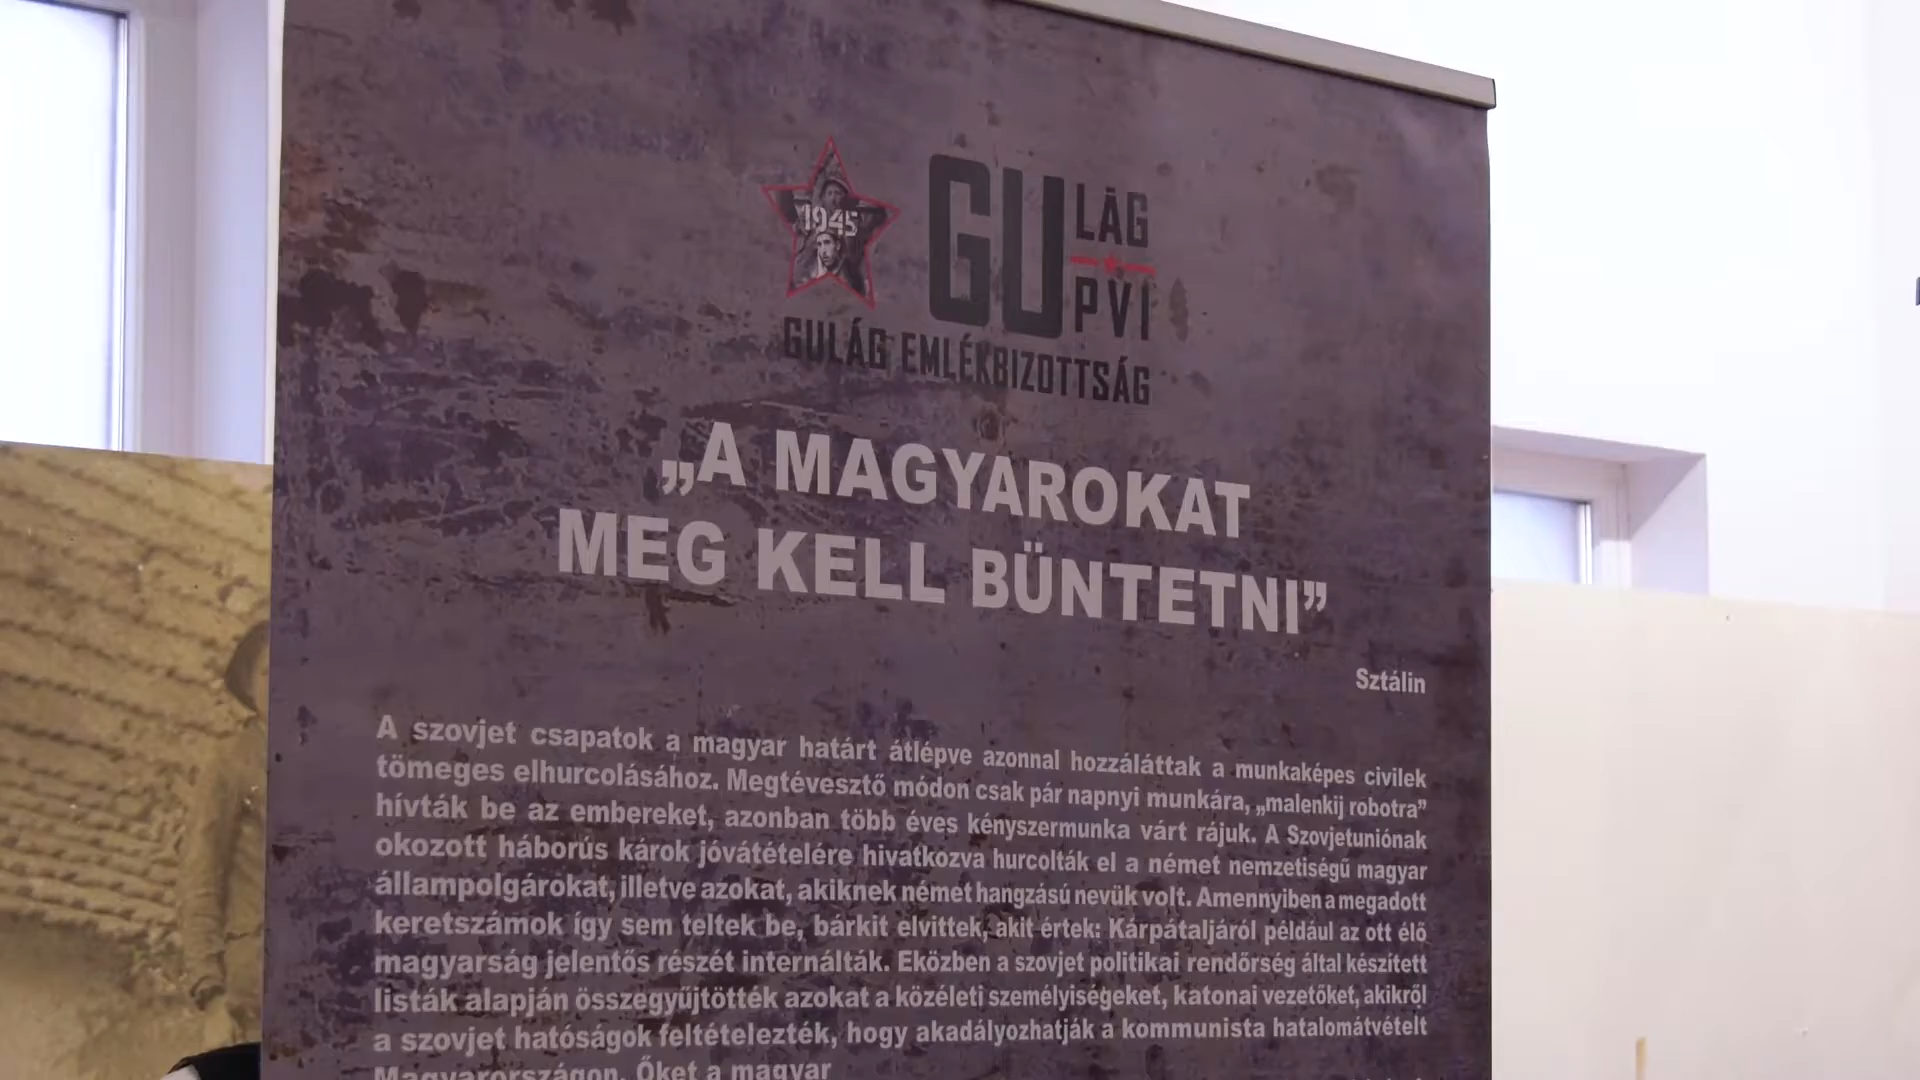 1945
GULÁG
GUPVI
GULÁG EMLÉKBIZOTTSÁG
„A MAGYAROKAT
MEG KELL BÜNTETNI”
Sztálin
A szovjet csapatok a magyar határt átlépve azonnal hozzáláttak a munkaképes civilek
tömeges elhurcolásához. Megtévesztő módon csak pár napnyi munkára, „malenkij robotra”
hívták be az embereket, azonban több éves kényszermunka várt rájuk. A Szovjetuniónak
okozott háborús károk jóvátételére hivatkozva hurcolták el a német nemzetiségű magyar
állampolgárokat, illetve azokat, akiknek német hangzású nevük volt. Amennyiben a megadott
keretszámok így sem teltek be, bárkit elvittek, akit értek: Kárpátaljáról például az ott élő
magyarság jelentős részét internálták. Eközben a szovjet politikai rendőrség által készített
listák alapján összegyűjtötték azokat a közéleti személyiségeket, katonai vezetőket, akikről
a szovjet hatóságok feltételezték, hogy akadályozhatják a kommunista hatalomátvételt
Magyarországon. Őket a magyar